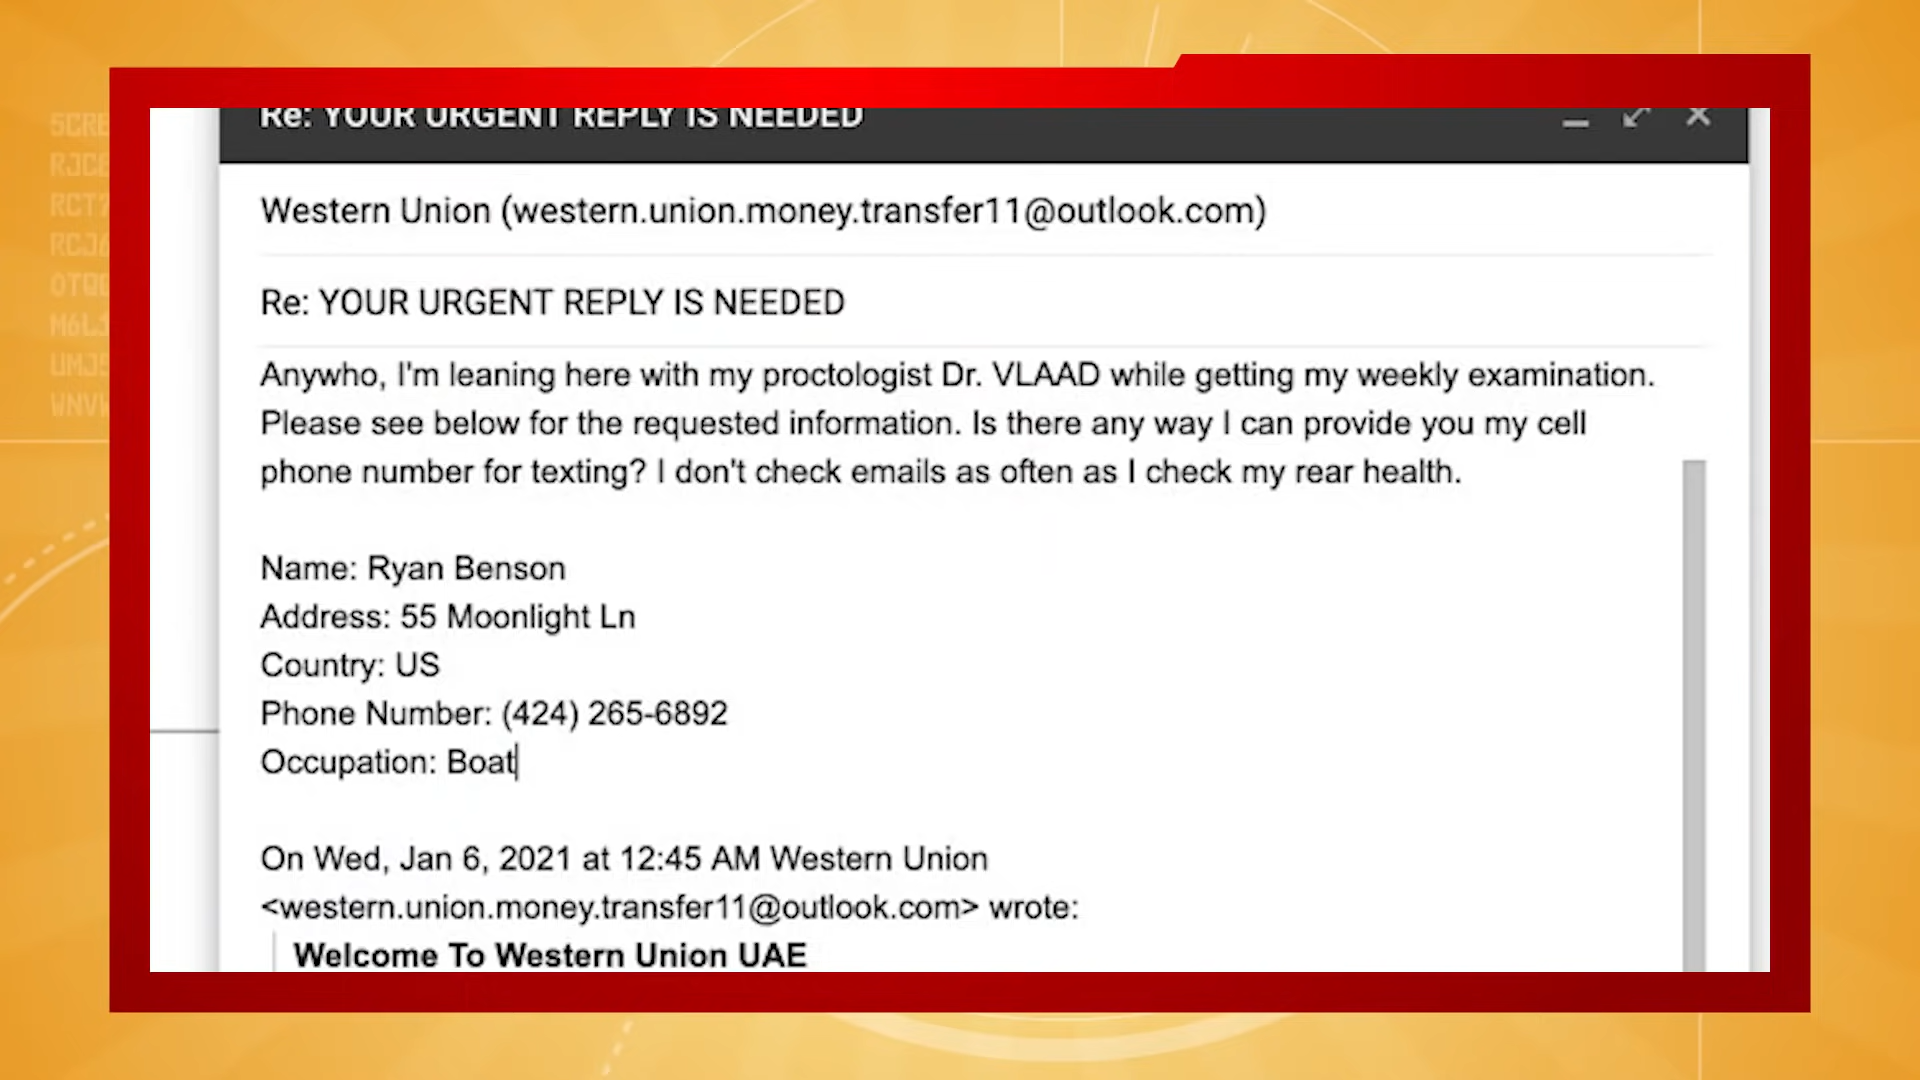 Re: YOUR URGENT REPLY IS NEEDED
Western Union (western.union.money.transfer11@outlook.com)
Re: YOUR URGENT REPLY IS NEEDED
Anywho, I'm leaning here with my proctologist Dr. VLAAD while getting my weekly examination.
Please see below for the requested information. Is there any way I can provide you my cell
phone number for texting? I don't check emails as often as I check my rear health.
Name: Ryan Benson
Address: 55 Moonlight Ln
Country: US
Phone Number: (424) 265-6892
Occupation: Boat
On Wed, Jan 6, 2021 at 12:45 AM Western Union
<western.union.money.transfer11@outlook.com> wrote:
Welcome To Western Union UAE